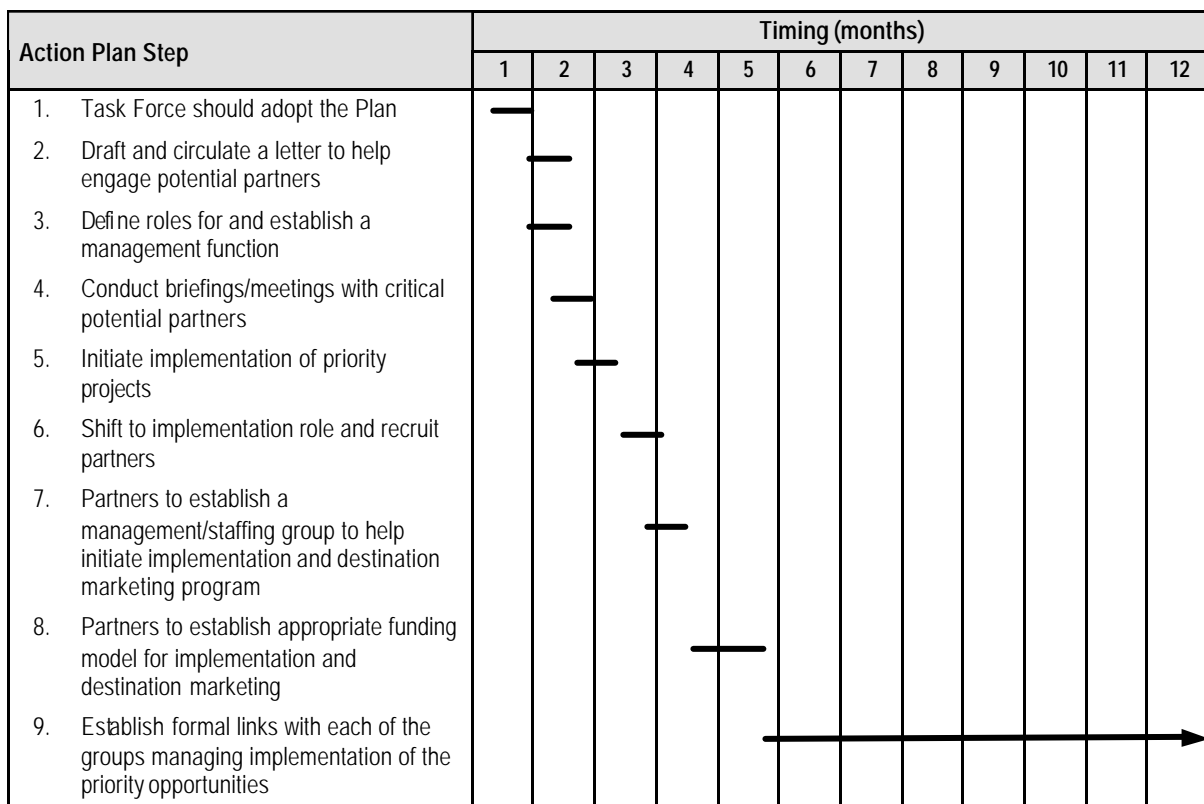 Action Plan Step
Timing (months)
1 2 3 4 5 6 7 8 9 10 11 12
1. Task Force should adopt the Plan
2. Draft and circulate a letter to help
engage potential partners
3. Define roles for and establish a
management function
4. Conduct briefings/meetings with critical
potential partners
5. Initiate implementation of priority
projects
6. Shift to implementation role and recruit
partners
7. Partners to establish a
management/staffing group to help
initiate implementation and destination
marketing program
8. Partners to establish appropriate funding
model for implementation and
destination marketing
9. Establish formal links with each of the
groups managing implementation of the
priority opportunities